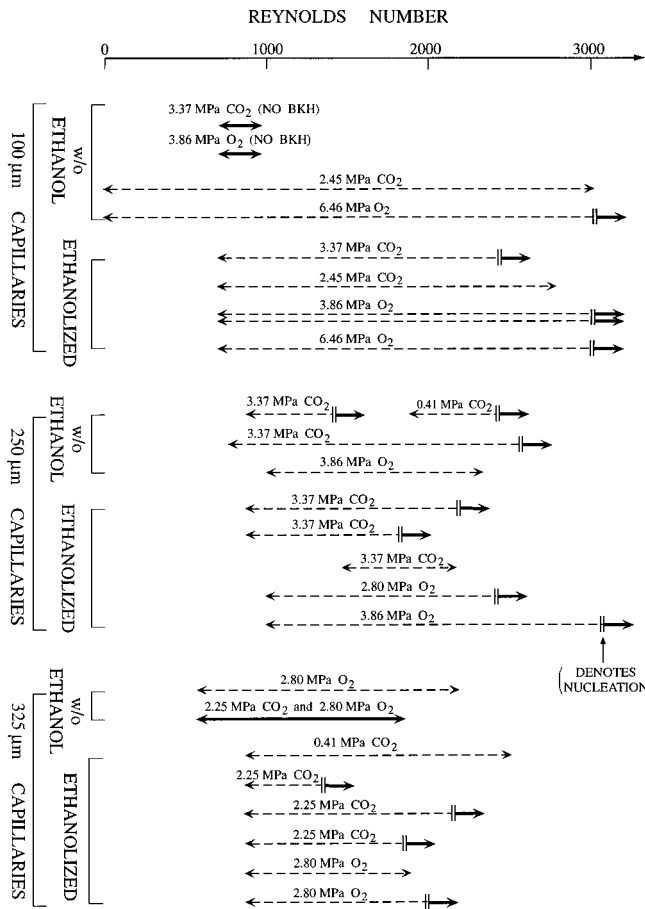 REYNOLDS NUMBER
0 1000 2000 3000
100 µm CAPILLARIES
w/o ETHANOL
3.37 MPa CO2 (NO BKH)
3.86 MPa O2 (NO BKH)
2.45 MPa CO2
6.46 MPa O2
ETHANOLIZED
3.37 MPa CO2
2.45 MPa CO2
3.86 MPa O2
6.46 MPa O2
250 µm CAPILLARIES
w/o ETHANOL
3.37 MPa CO2 0.41 MPa CO2
3.37 MPa CO2
3.86 MPa O2
ETHANOLIZED
3.37 MPa CO2
3.37 MPa CO2
3.37 MPa CO2
2.80 MPa O2
3.86 MPa O2
( DENOTES
NUCLEATION
325 µm CAPILLARIES
w/o ETHANOL
2.80 MPa O2
2.25 MPa CO2 and 2.80 MPa O2
ETHANOLIZED
0.41 MPa CO2
2.25 MPa CO2
2.25 MPa CO2
2.25 MPa CO2
2.80 MPa O2
2.80 MPa O2